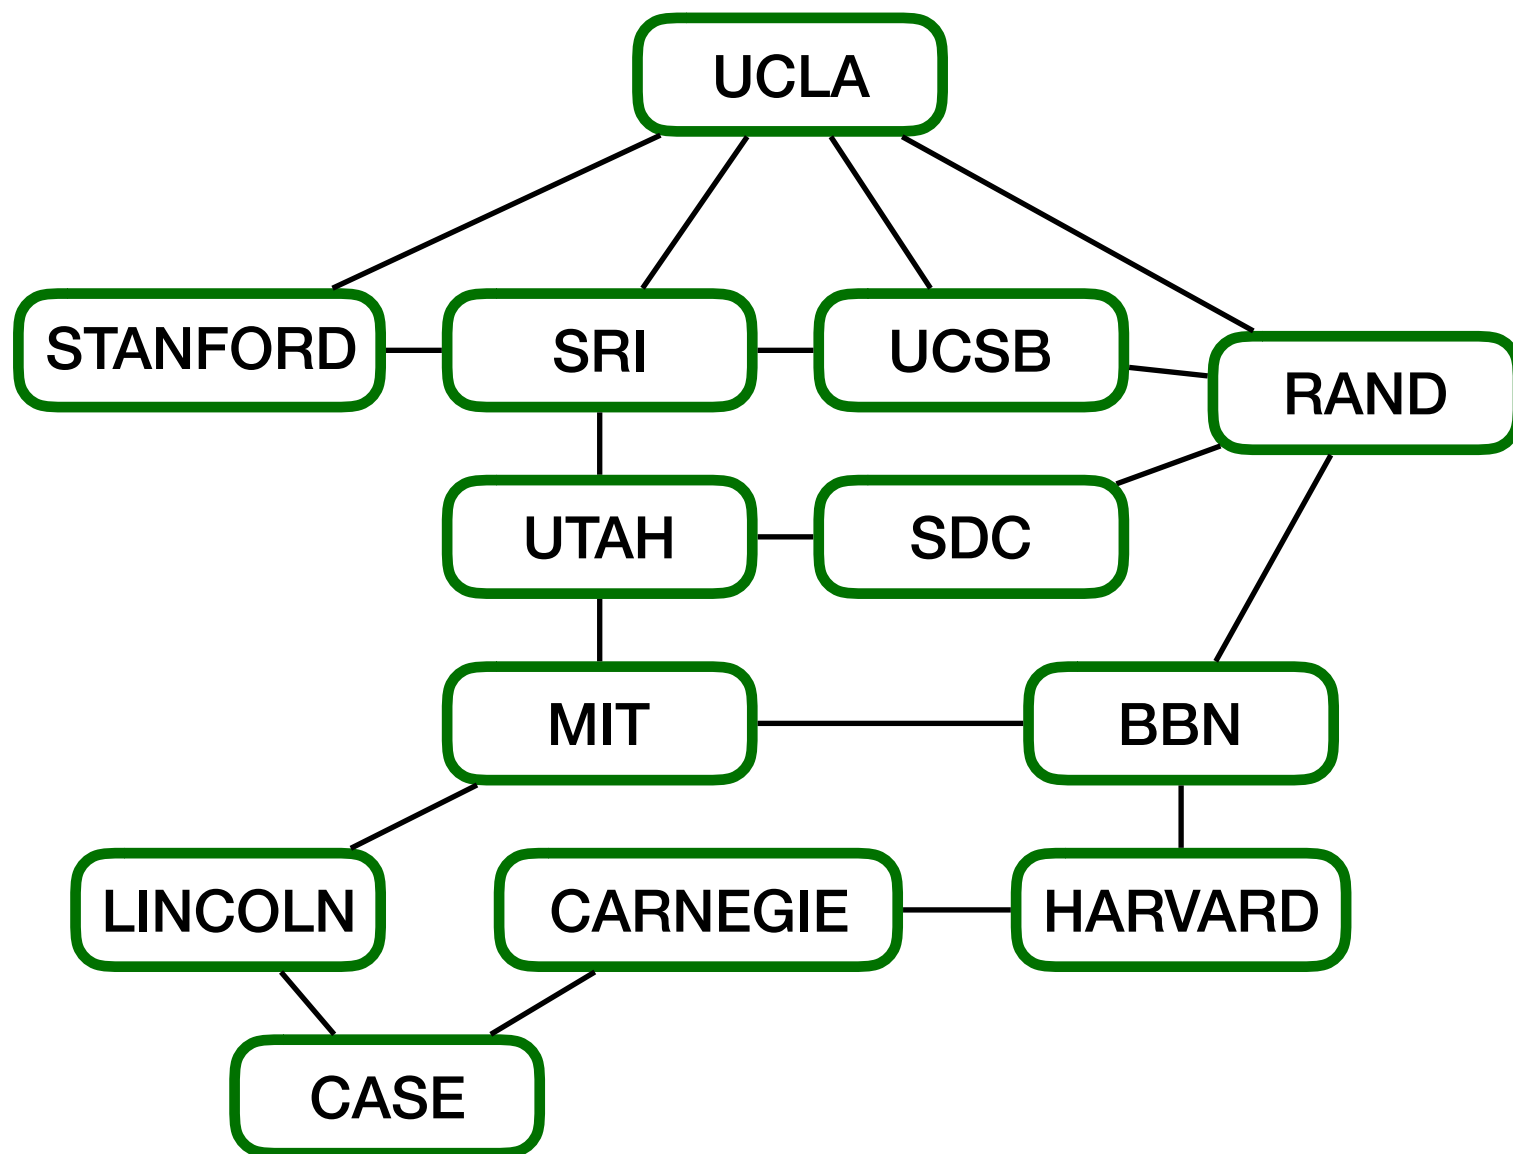 UCLA
STANFORD
SRI
UCSB
RAND
UTAH
SDC
MIT
BBN
LINCOLN
CARNEGIE
HARVARD
CASE